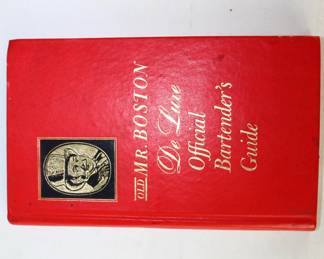 OLD MR. BOSTON
De Luxe
Official
Bartender's
Guide